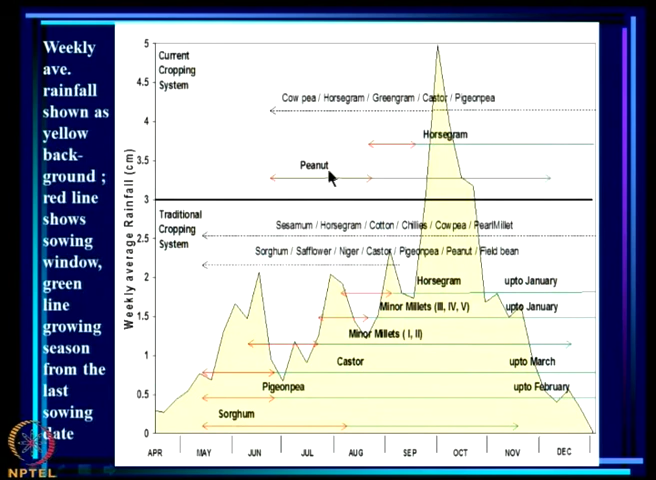 Weekly
ave.
rainfall
shown as
yellow
back-
ground ;
red line
shows
sowing
window,
green
line
growing
season
from the
last
sowing
date
NPTEL
Weekly average Rainfall (cm)
5
4.5
4
3.5
3
2.5
2
1.5
1
0.5
0
Current
Cropping
System
Cow pea / Horsegram / Greengram / Castor / Pigeonpea
Horsegram
Peanut
Traditional
Cropping
System
Sesamum / Horsegram / Cotton / Chillies / Cowpea / PearlMillet
Sorghum / Safflower / Niger / Castor / Pigeonpea / Peanut / Field bean
Horsegram upto January
Minor Millets (III, IV, V) upto January
Minor Millets ( I, II)
Castor upto March
Pigeonpea upto February
Sorghum
APR MAY JUN JUL AUG SEP OCT NOV DEC